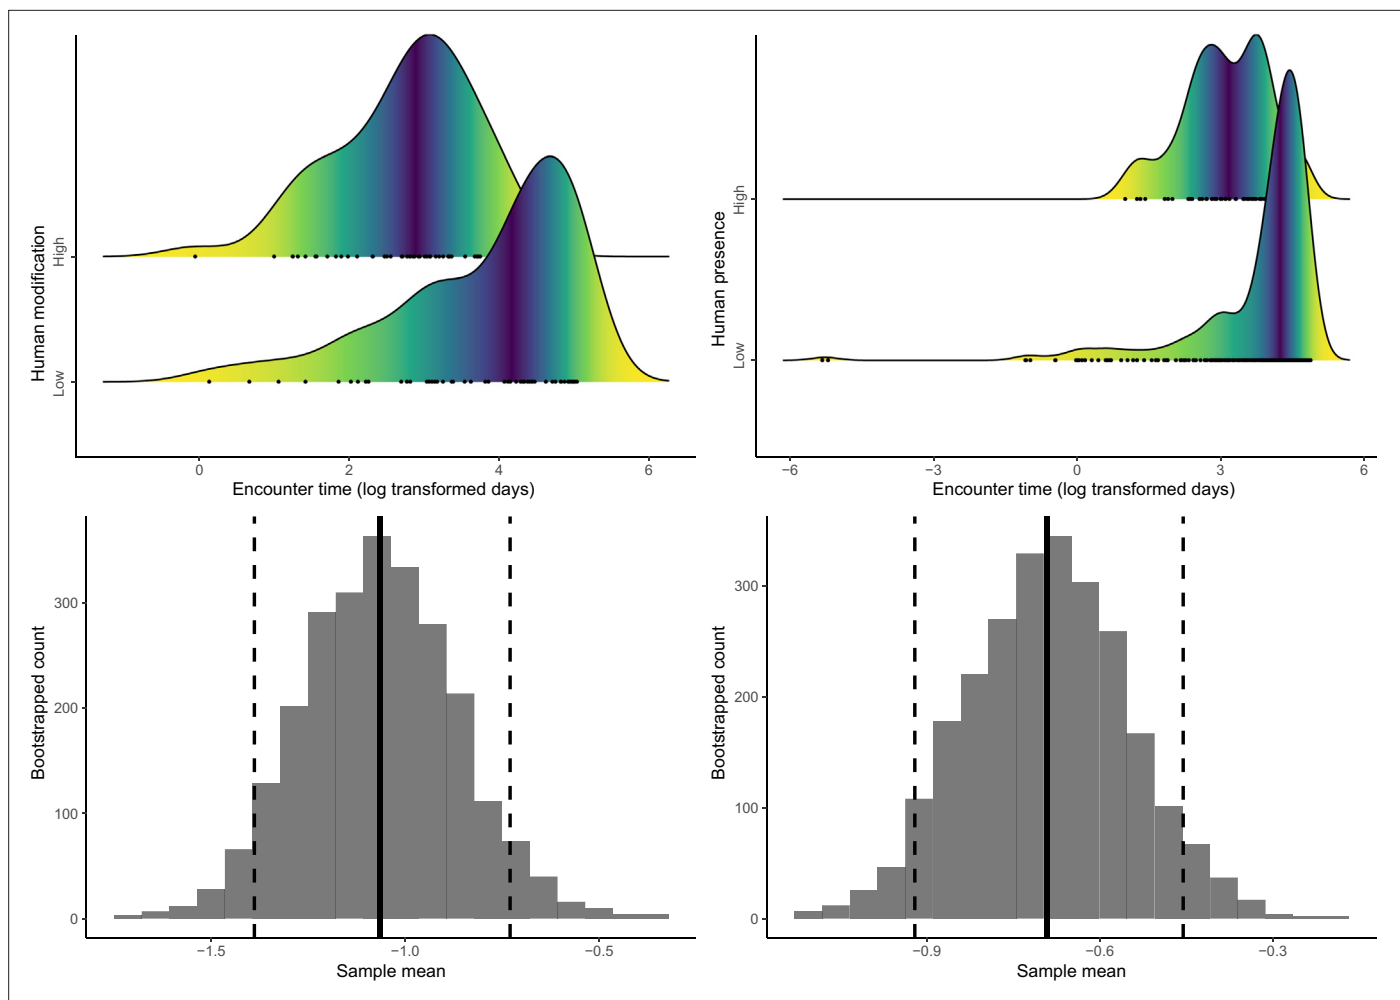 Human modification
High
Low
0 2 4 6
Encounter time (log transformed days)
Human presence
High
Low
−6 −3 0 3 6
Encounter time (log transformed days)
Bootstrapped count
300
200
100
0
−1.5 −1.0 −0.5
Sample mean
Bootstrapped count
300
200
100
0
−0.9 −0.6 −0.3
Sample mean